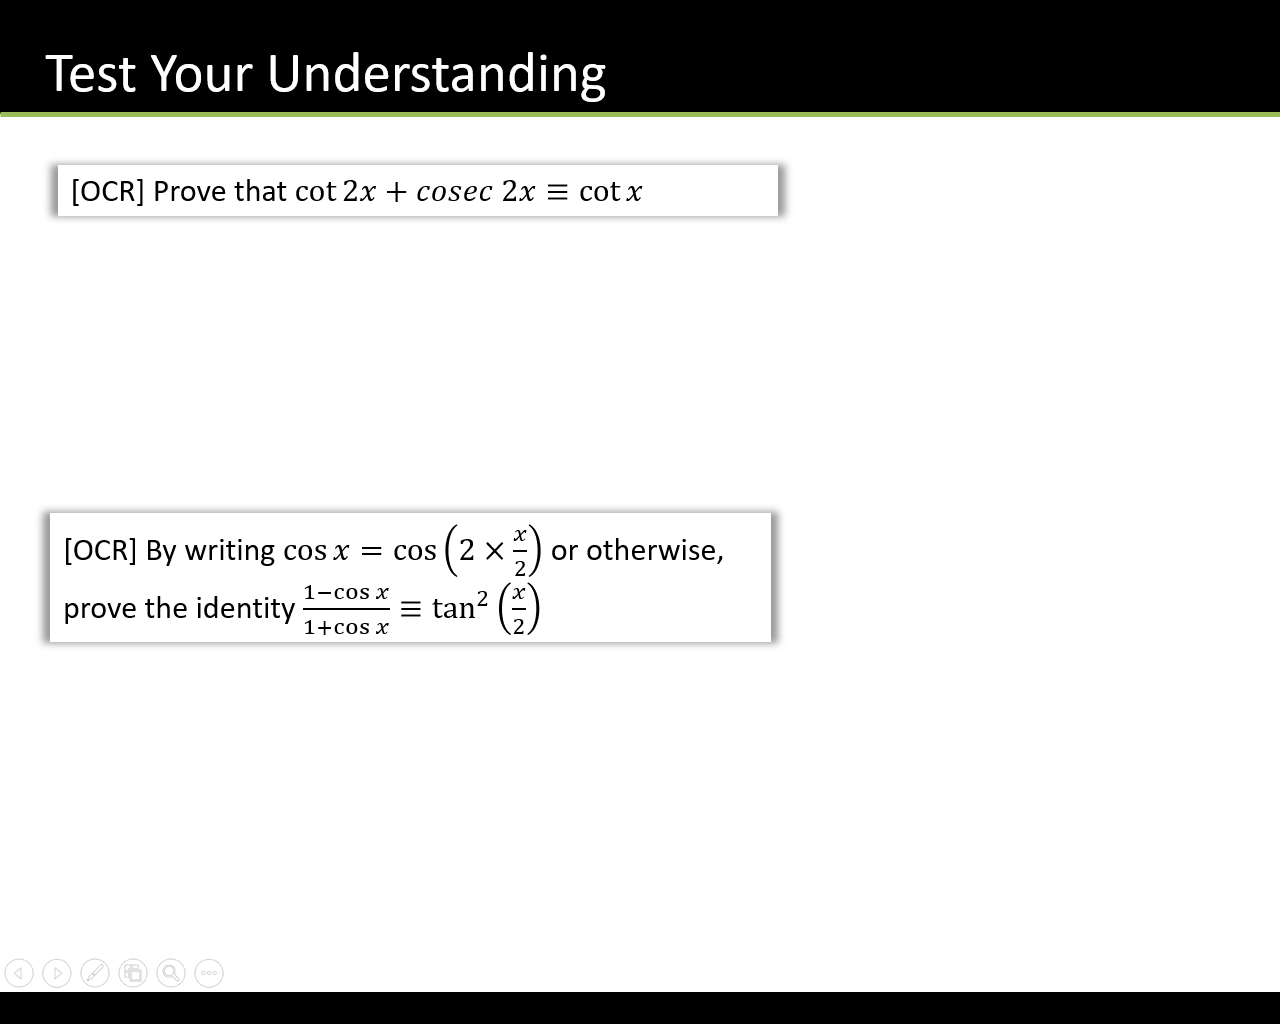 Test Your Understanding
[OCR] Prove that cot 2x + cosec 2x ≡ cot x
[OCR] By writing cos x = cos (2 × x/2) or otherwise,
prove the identity (1−cos x)/(1+cos x) ≡ tan² (x/2)